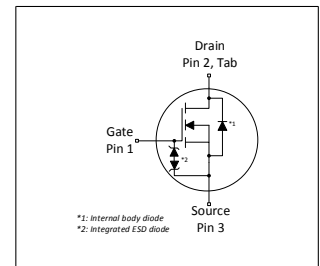 Drain
Pin 2, Tab
*1
Gate
Pin 1
*2
Source
Pin 3
*1: Internal body diode
*2: Integrated ESD diode